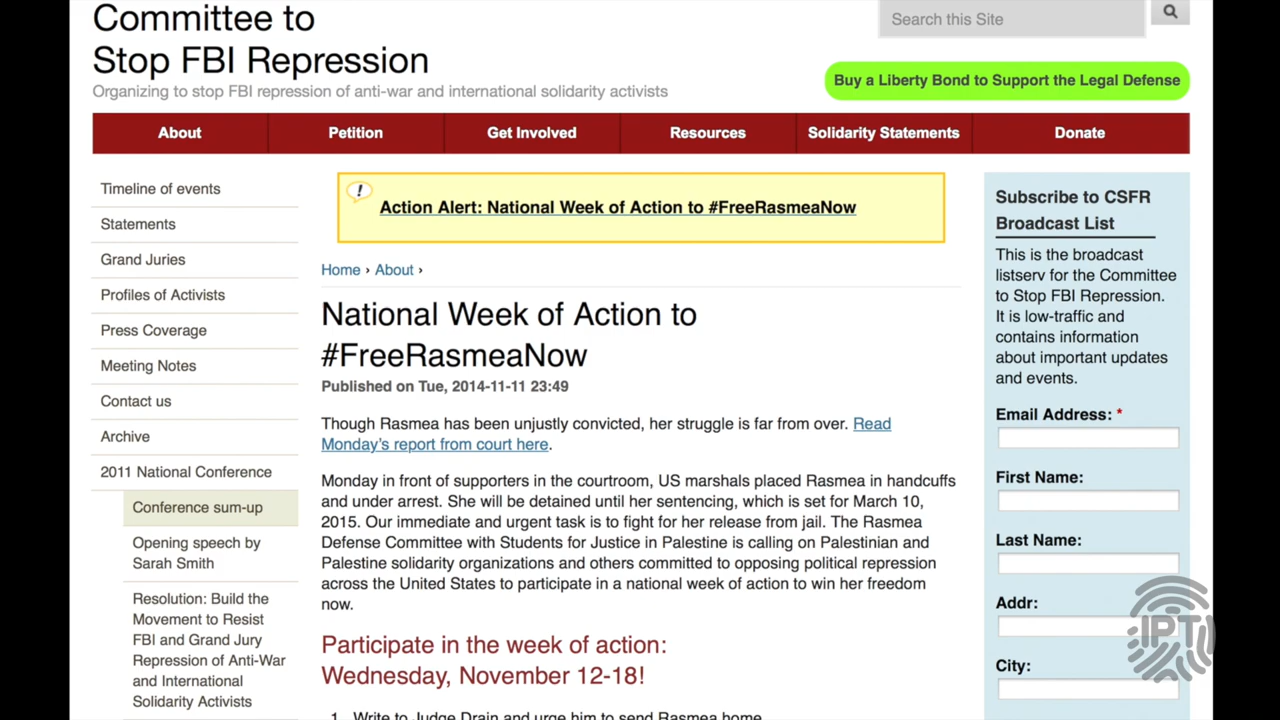 Committee to
Stop FBI Repression
Organizing to stop FBI repression of anti-war and international solidarity activists
Search this Site
Buy a Liberty Bond to Support the Legal Defense
About
Petition
Get Involved
Resources
Solidarity Statements
Donate
Timeline of events
Statements
Grand Juries
Profiles of Activists
Press Coverage
Meeting Notes
Contact us
Archive
2011 National Conference
Conference sum-up
Opening speech by
Sarah Smith
Resolution: Build the
Movement to Resist
FBI and Grand Jury
Repression of Anti-War
and International
Solidarity Activists
!
Action Alert: National Week of Action to #FreeRasmeaNow
Home › About ›
National Week of Action to
#FreeRasmeaNow
Published on Tue, 2014-11-11 23:49
Though Rasmea has been unjustly convicted, her struggle is far from over. Read
Monday's report from court here.
Monday in front of supporters in the courtroom, US marshals placed Rasmea in handcuffs
and under arrest. She will be detained until her sentencing, which is set for March 10,
2015. Our immediate and urgent task is to fight for her release from jail. The Rasmea
Defense Committee with Students for Justice in Palestine is calling on Palestinian and
Palestine solidarity organizations and others committed to opposing political repression
across the United States to participate in a national week of action to win her freedom
now.
Participate in the week of action:
Wednesday, November 12-18!
1. Write to Judge Drain and urge him to send Rasmea home
Subscribe to CSFR
Broadcast List
This is the broadcast
listserv for the Committee
to Stop FBI Repression.
It is low-traffic and
contains information
about important updates
and events.
Email Address: *
First Name:
Last Name:
Addr:
City:
IPT